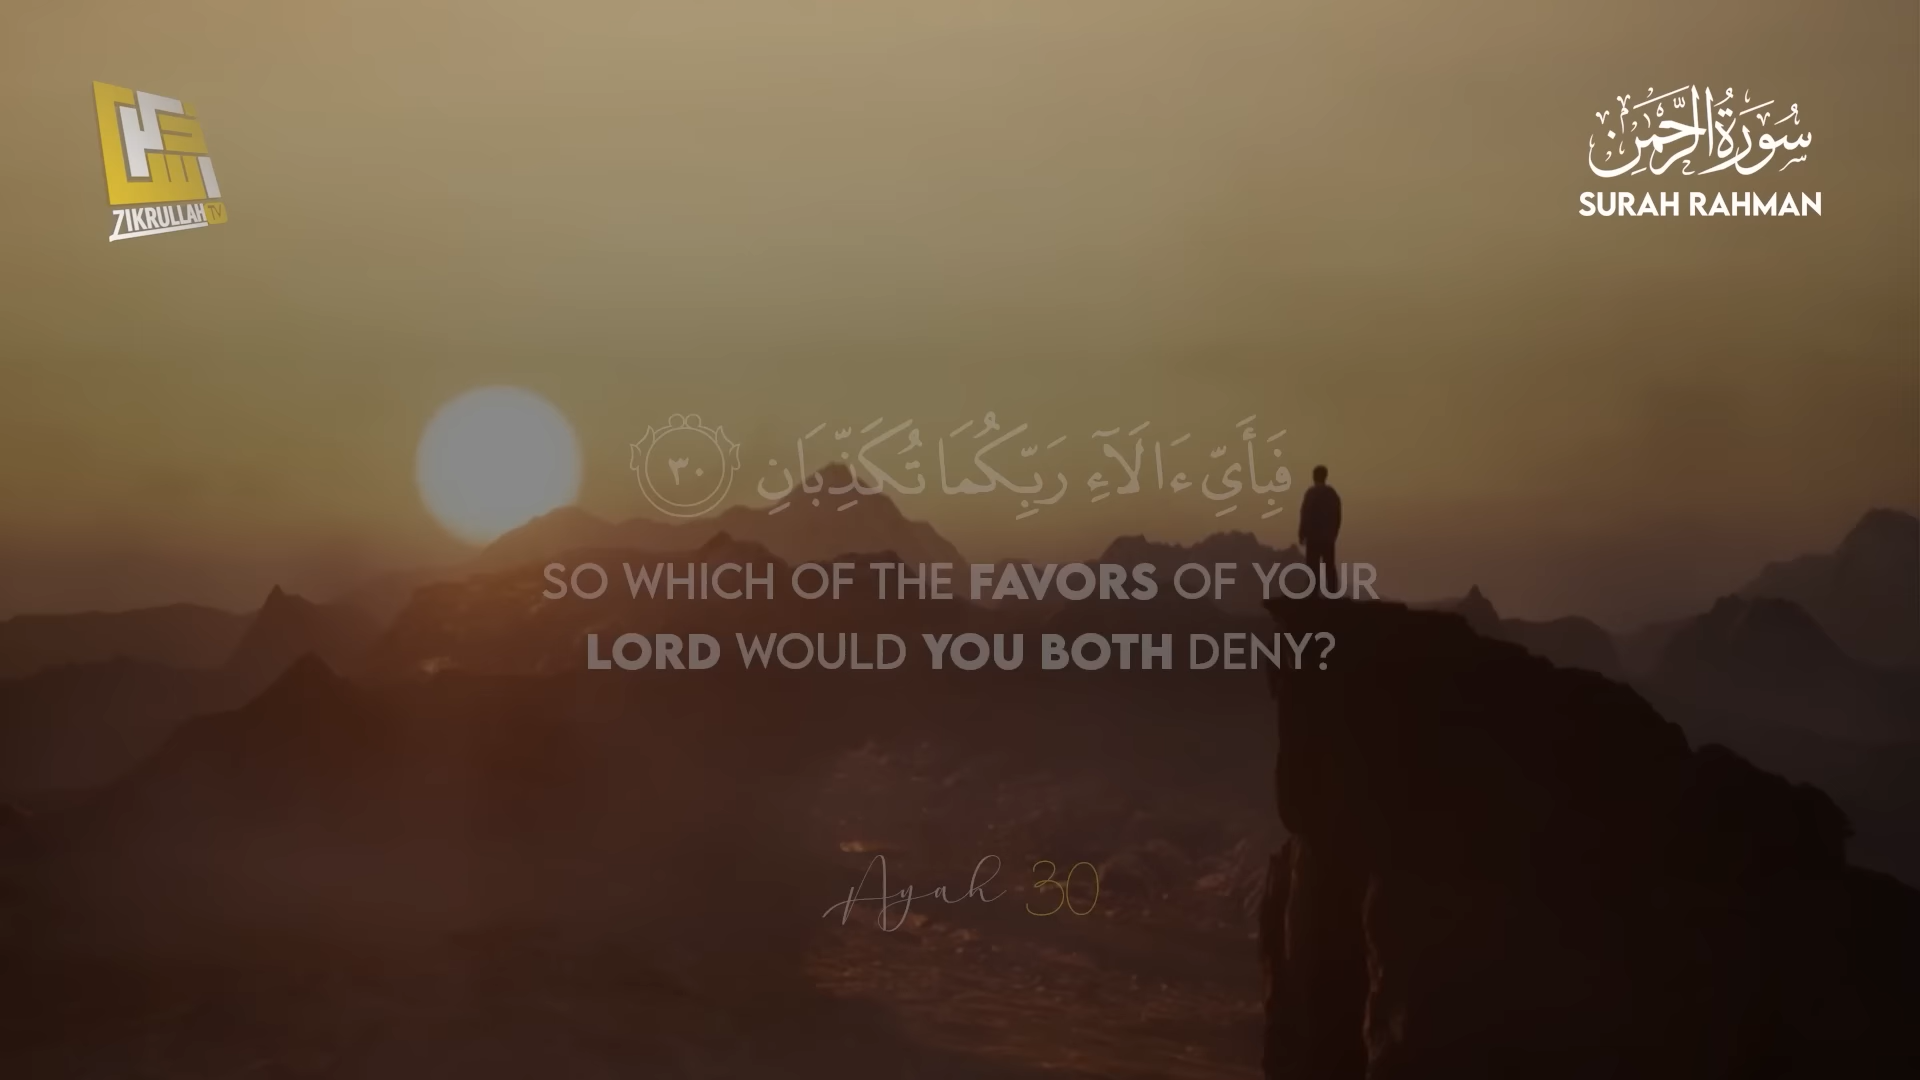 ZIKRULLAH TV
سُورَةُ الرَّحْمٰن
SURAH RAHMAN
فَبِأَيِّ ءَالَآءِ رَبِّكُمَا تُكَذِّبَانِ ٣٠
SO WHICH OF THE FAVORS OF YOUR
LORD WOULD YOU BOTH DENY?
Ayah 30